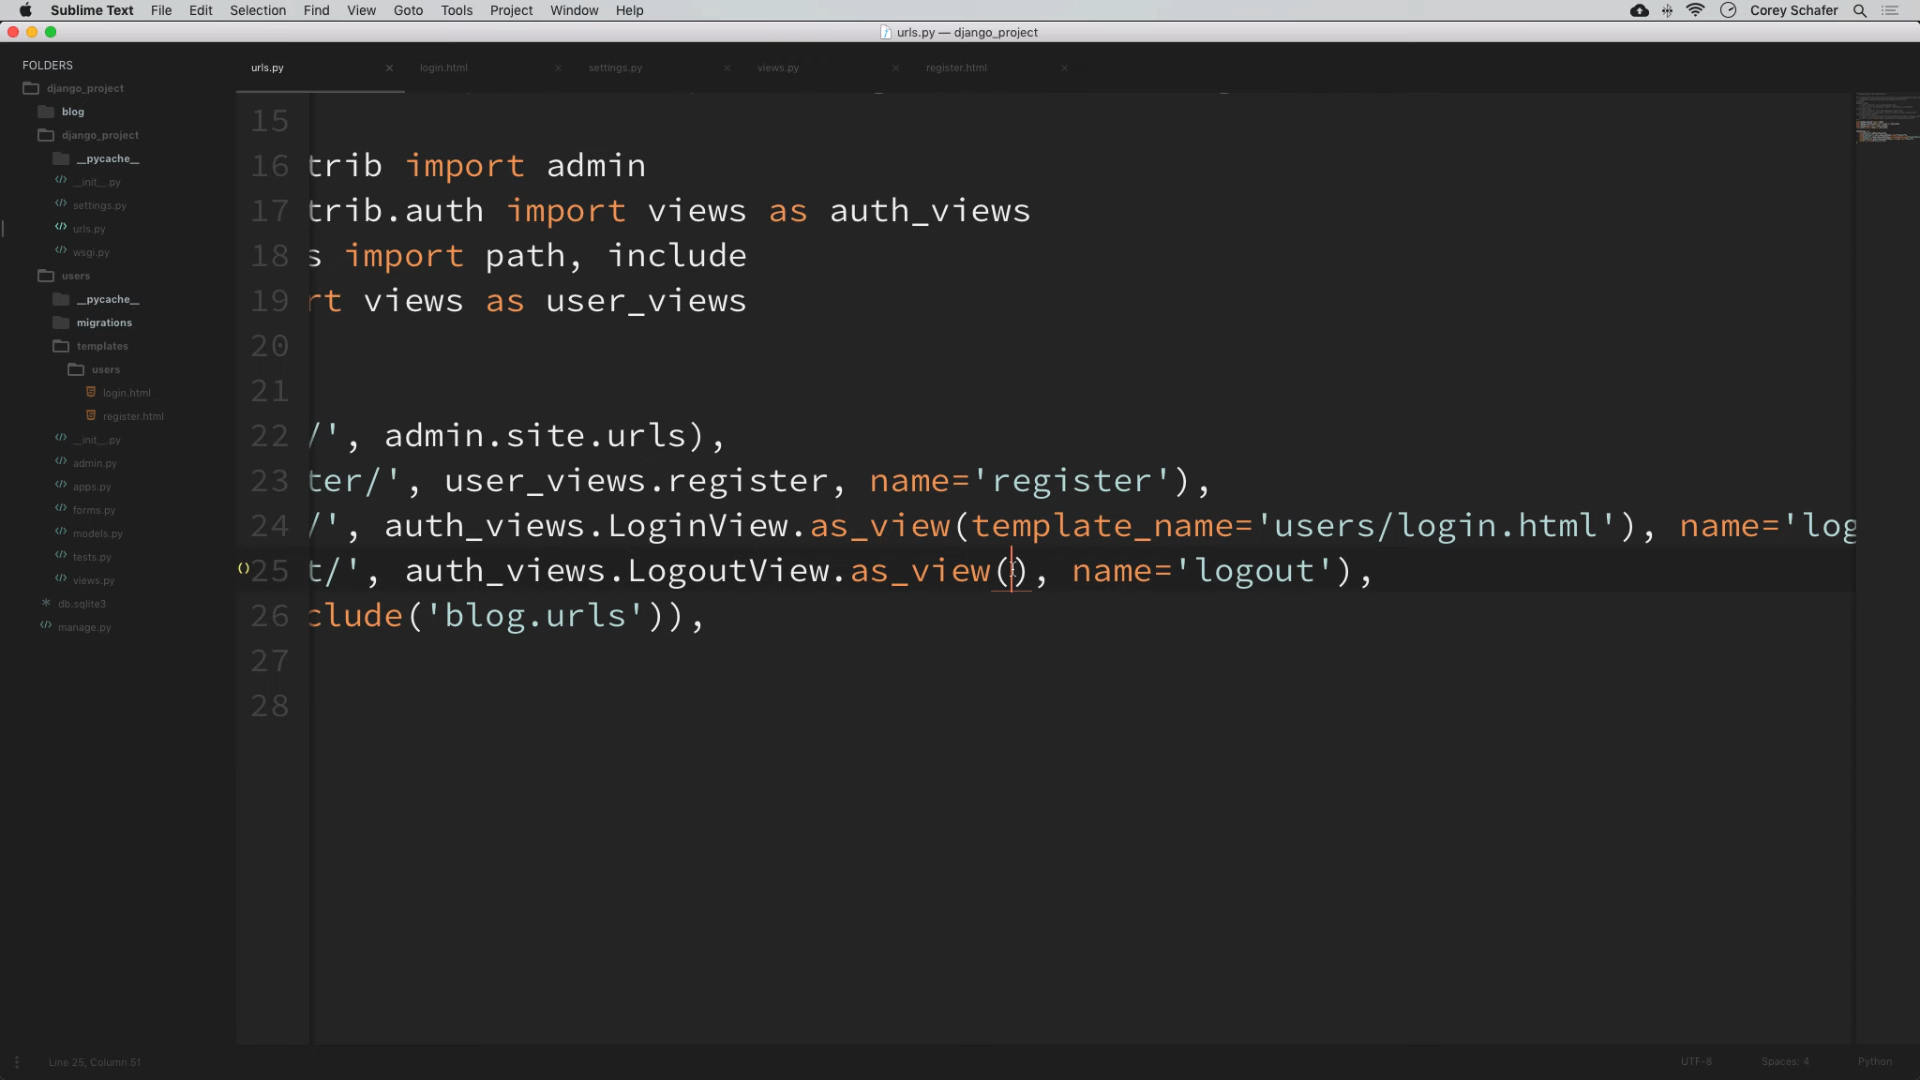 Sublime Text File Edit Selection Find View Goto Tools Project Window Help Corey Schafer
urls.py — django_project
FOLDERS
django_project
blog
django_project
__pycache__
__init__.py
settings.py
urls.py
wsgi.py
users
__pycache__
migrations
templates
users
login.html
register.html
__init__.py
admin.py
apps.py
forms.py
models.py
tests.py
views.py
db.sqlite3
manage.py
urls.py login.html settings.py views.py register.html
15
16 trib import admin
17 trib.auth import views as auth_views
18 s import path, include
19 rt views as user_views
20
21
22 /', admin.site.urls),
23 ter/', user_views.register, name='register'),
24 /', auth_views.LoginView.as_view(template_name='users/login.html'), name='log
25 t/', auth_views.LogoutView.as_view(), name='logout'),
26 clude('blog.urls')),
27
28
Line 25, Column 51 UTF-8 Spaces: 4 Python